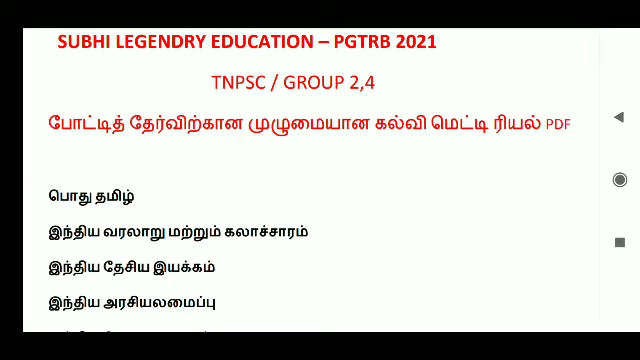 SUBHI LEGENDRY EDUCATION – PGTRB 2021
TNPSC / GROUP 2,4
போட்டித் தேர்விற்கான முழுமையான கல்வி மெட்டி ரியல் PDF
பொது தமிழ்
இந்திய வரலாறு மற்றும் கலாச்சாரம்
இந்திய தேசிய இயக்கம்
இந்திய அரசியலமைப்பு